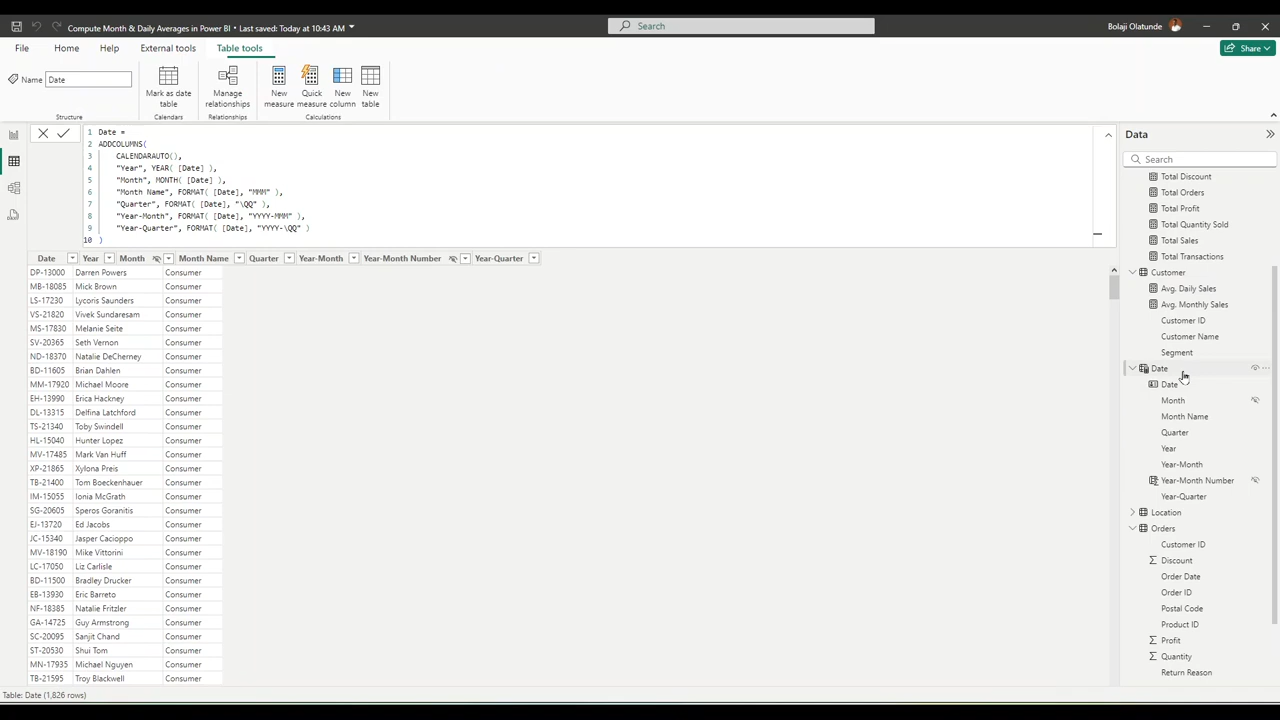 Compute Month & Daily Averages in Power BI • Last saved: Today at 10:43 AM
Search
Bolaji Olatunde
File
Home
Help
External tools
Table tools
Share
Name
Date
Mark as date table
Manage relationships
New measure
Quick measure
New column
New table
Structure
Calendars
Relationships
Calculations
1 Date =
2 ADDCOLUMNS(
3 CALENDARAUTO(),
4 "Year", YEAR( [Date] ),
5 "Month", MONTH( [Date] ),
6 "Month Name", FORMAT( [Date], "MMM" ),
7 "Quarter", FORMAT( [Date], "\QQ" ),
8 "Year-Month", FORMAT( [Date], "YYYY-MMM" ),
9 "Year-Quarter", FORMAT( [Date], "YYYY-\QQ" )
10 )
Date Year Month Month Name Quarter Year-Month Year-Month Number Year-Quarter
DP-13000 Darren Powers Consumer
MB-18085 Mick Brown Consumer
LS-17230 Lycoris Saunders Consumer
VS-21820 Vivek Sundaresam Consumer
MS-17830 Melanie Seite Consumer
SV-20365 Seth Vernon Consumer
ND-18370 Natalie DeCherney Consumer
BD-11605 Brian Dahlen Consumer
MM-17920 Michael Moore Consumer
EH-13990 Erica Hackney Consumer
DL-13315 Delfina Latchford Consumer
TS-21340 Toby Swindell Consumer
HL-15040 Hunter Lopez Consumer
MV-17485 Mark Van Huff Consumer
XP-21865 Xylona Preis Consumer
TB-21400 Tom Boeckenhauer Consumer
IM-15055 Ionia McGrath Consumer
SG-20605 Speros Goranitis Consumer
EJ-13720 Ed Jacobs Consumer
JC-15340 Jasper Cacioppo Consumer
MV-18190 Mike Vittorini Consumer
LC-17050 Liz Carlisle Consumer
BD-11500 Bradley Drucker Consumer
EB-13930 Eric Barreto Consumer
NF-18385 Natalie Fritzler Consumer
GA-14725 Guy Armstrong Consumer
SC-20095 Sanjit Chand Consumer
ST-20530 Shui Tom Consumer
MN-17935 Michael Nguyen Consumer
TB-21595 Troy Blackwell Consumer
Table: Date (1,826 rows)
Data
Search
Total Discount
Total Orders
Total Profit
Total Quantity Sold
Total Sales
Total Transactions
Customer
Avg. Daily Sales
Avg. Monthly Sales
Customer ID
Customer Name
Segment
Date
Date
Month
Month Name
Quarter
Year
Year-Month
Year-Month Number
Year-Quarter
Location
Orders
Customer ID
Discount
Order Date
Order ID
Postal Code
Product ID
Profit
Quantity
Return Reason